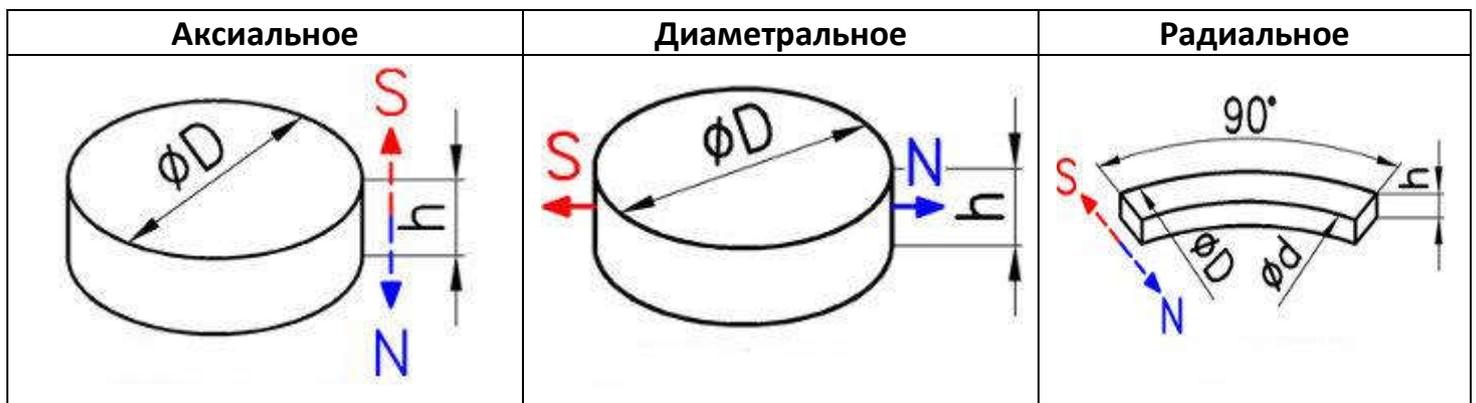 Аксиальное
Диаметральное
Радиальное
S
ϕD
h
N
S
ϕD
N
h
90°
S
h
ϕD
ϕd
N